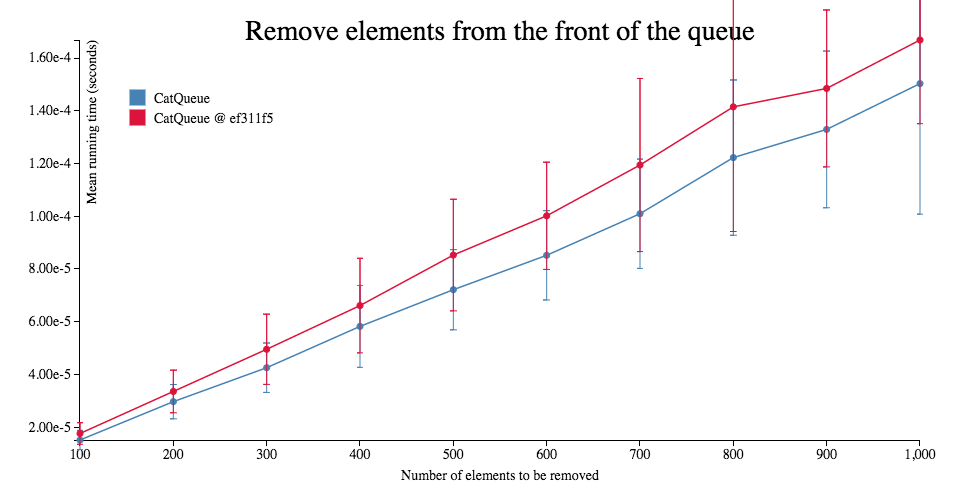 Remove elements from the front of the queue
Mean running time (seconds)
1.60e-4
1.40e-4
1.20e-4
1.00e-4
8.00e-5
6.00e-5
4.00e-5
2.00e-5
CatQueue
CatQueue @ ef311f5
100 200 300 400 500 600 700 800 900 1,000
Number of elements to be removed